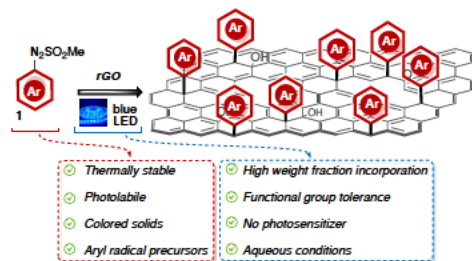 N2SO2Me
Ar
1
rGO
blue
LED
Ar
Ar
Ar
Ar
Ar
Ar
Ar
Ar
OH
OH
Thermally stable
Photolabile
Colored solids
Aryl radical precursors
High weight fraction incorporation
Functional group tolerance
No photosensitizer
Aqueous conditions